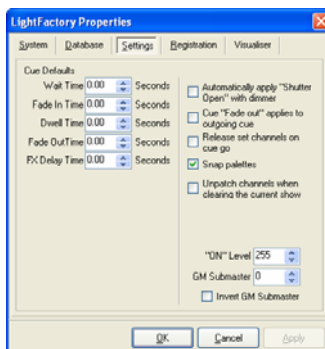 LightFactory Properties
System Database Settings Registration Visualiser
Cue Defaults
Wait Time 0.00 Seconds
Fade In Time 0.00 Seconds
Dwell Time 0.00 Seconds
Fade OutTime 0.00 Seconds
FX Delay Time 0.00 Seconds
Automatically apply "Shutter
Open" with dimmer
Cue "Fade out" applies to
outgoing cue
Release set channels on
cue go
Snap palettes
Unpatch channels when
clearing the current show
"ON" Level 255
GM Submaster 0
Invert GM Submaster
OK Cancel Apply